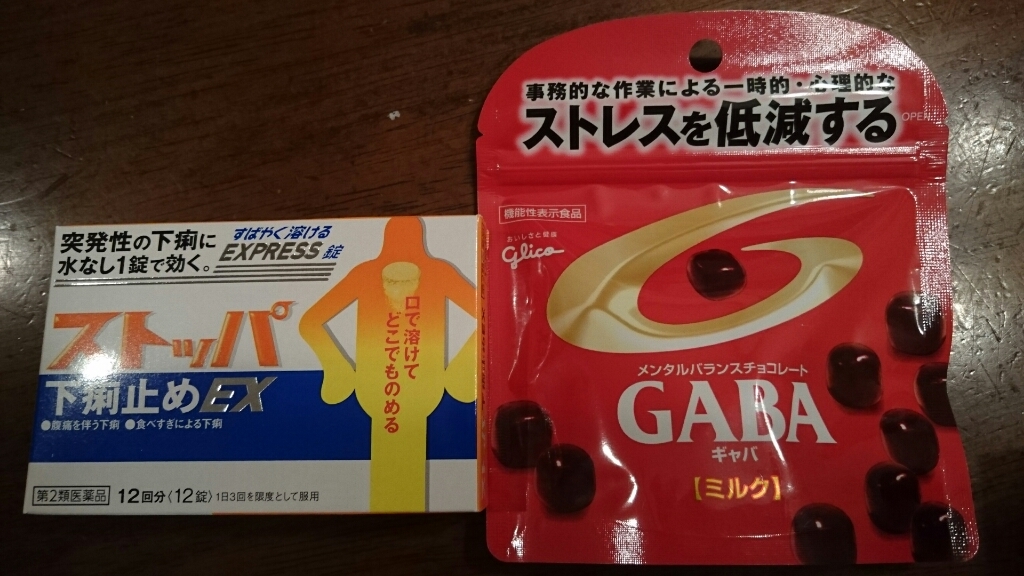 突発性の下痢に
水なし1錠で効く。
すばやく溶ける
EXPRESS錠
ストッパ
下痢止めEX
●腹痛を伴う下痢 ●食べすぎによる下痢
口で溶けて
どこでものめる
第2類医薬品 12回分〈12錠〉 1日3回を限度として服用
事務的な作業による一時的・心理的な
ストレスを低減する
OPEN
機能性表示食品
おいしさと健康
Glico
メンタルバランスチョコレート
GABA
ギャバ
【ミルク】